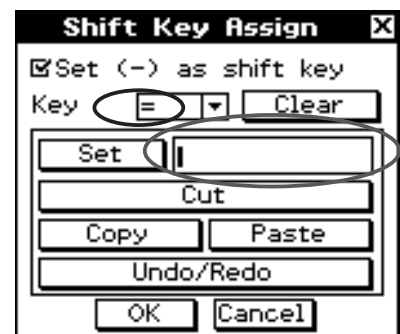 Shift Key Assign X
Set (-) as shift key
Key = Clear
Set
Cut
Copy Paste
Undo/Redo
OK Cancel